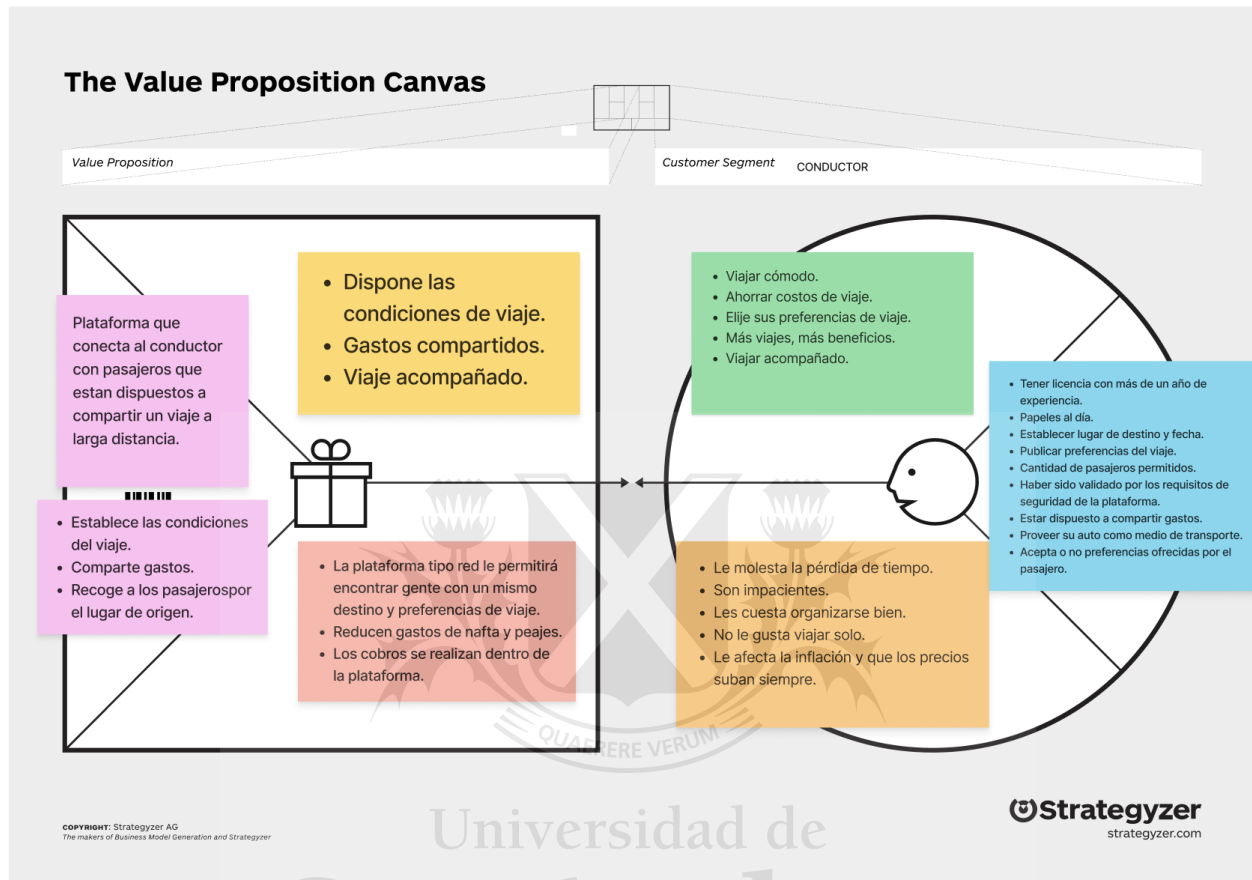 The Value Proposition Canvas
Value Proposition
Customer Segment CONDUCTOR
Plataforma que
conecta al conductor
con pasajeros que
estan dispuestos a
compartir un viaje a
larga distancia.
• Establece las condiciones
del viaje.
• Comparte gastos.
• Recoge a los pasajerospor
el lugar de origen.
• Dispone las
condiciones de viaje.
• Gastos compartidos.
• Viaje acompañado.
• La plataforma tipo red le permitirá
encontrar gente con un mismo
destino y preferencias de viaje.
• Reducen gastos de nafta y peajes.
• Los cobros se realizan dentro de
la plataforma.
• Viajar cómodo.
• Ahorrar costos de viaje.
• Elije sus preferencias de viaje.
• Más viajes, más beneficios.
• Viajar acompañado.
• Tener licencia con más de un año de
experiencia.
• Papeles al día.
• Establecer lugar de destino y fecha.
• Publicar preferencias del viaje.
• Cantidad de pasajeros permitidos.
• Haber sido validado por los requisitos de
seguridad de la plataforma.
• Estar dispuesto a compartir gastos.
• Proveer su auto como medio de transporte.
• Acepta o no preferencias ofrecidas por el
pasajero.
• Le molesta la pérdida de tiempo.
• Son impacientes.
• Les cuesta organizarse bien.
• No le gusta viajar solo.
• Le afecta la inflación y que los precios
suban siempre.
QUAERERE VERUM
Universidad de
COPYRIGHT: Strategyzer AG
The makers of Business Model Generation and Strategyzer
Strategyzer
strategyzer.com